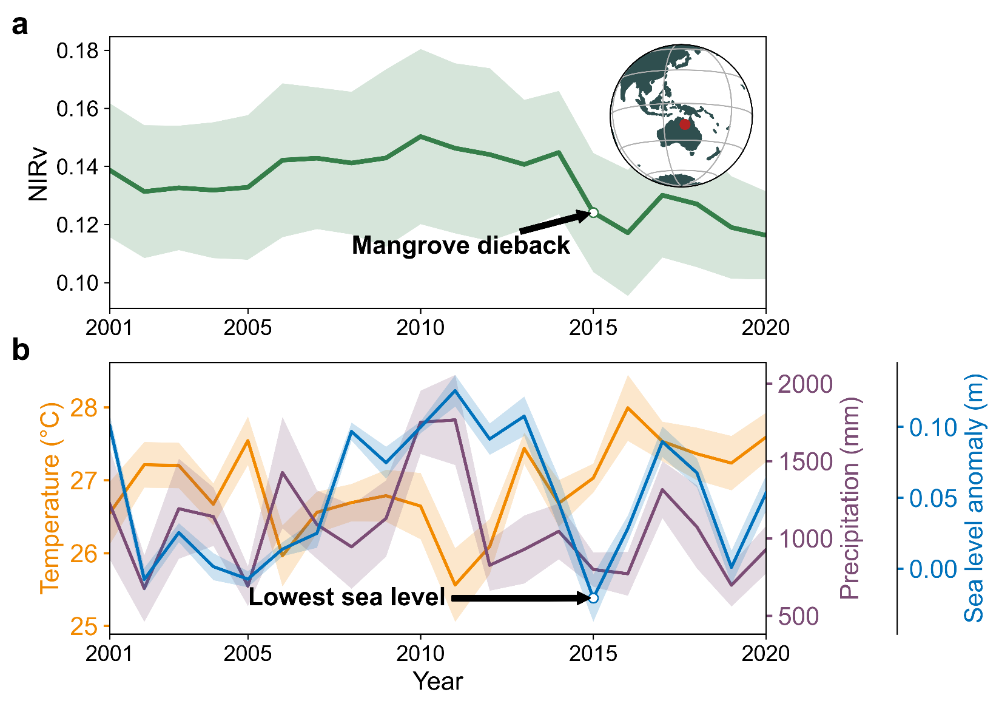 a
0.18
0.16
0.14
0.12
0.10
NIRv
Mangrove dieback
2001 2005 2010 2015 2020
b
28
27
26
25
Temperature (°C)
Lowest sea level
2000
1500
1000
500
Precipitation (mm)
0.10
0.05
0.00
Sea level anomaly (m)
2001 2005 2010 2015 2020
Year